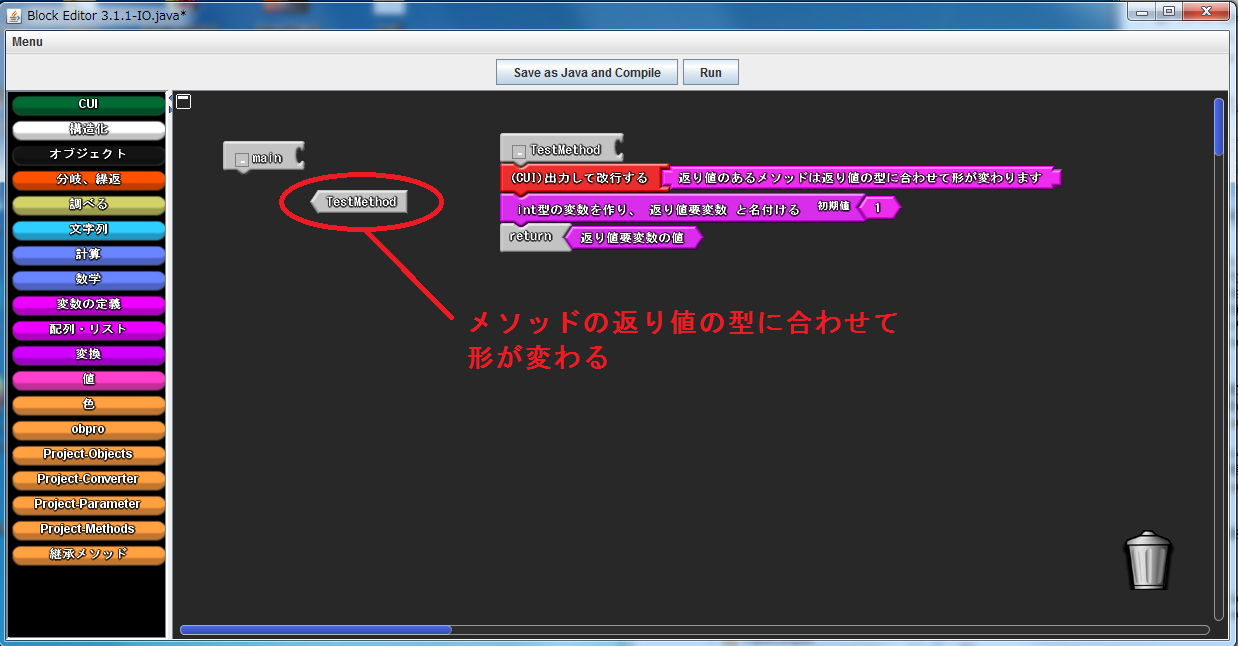 Block Editor 3.1.1-IO.java*
Menu
Save as Java and Compile
Run
CUI
構造化
オブジェクト
分岐、繰返
調べる
文字列
計算
数学
変数の定義
配列・リスト
変換
値
色
obpro
Project-Objects
Project-Converter
Project-Parameter
Project-Methods
継承メソッド
main
TestMethod
TestMethod
(CUI)出力して改行する 返り値のあるメソッドは返り値の型に合わせて形が変わります
int型の変数を作り、 返り値要変数 と名付ける 初期値 1
return 返り値要変数の値
メソッドの返り値の型に合わせて
形が変わる